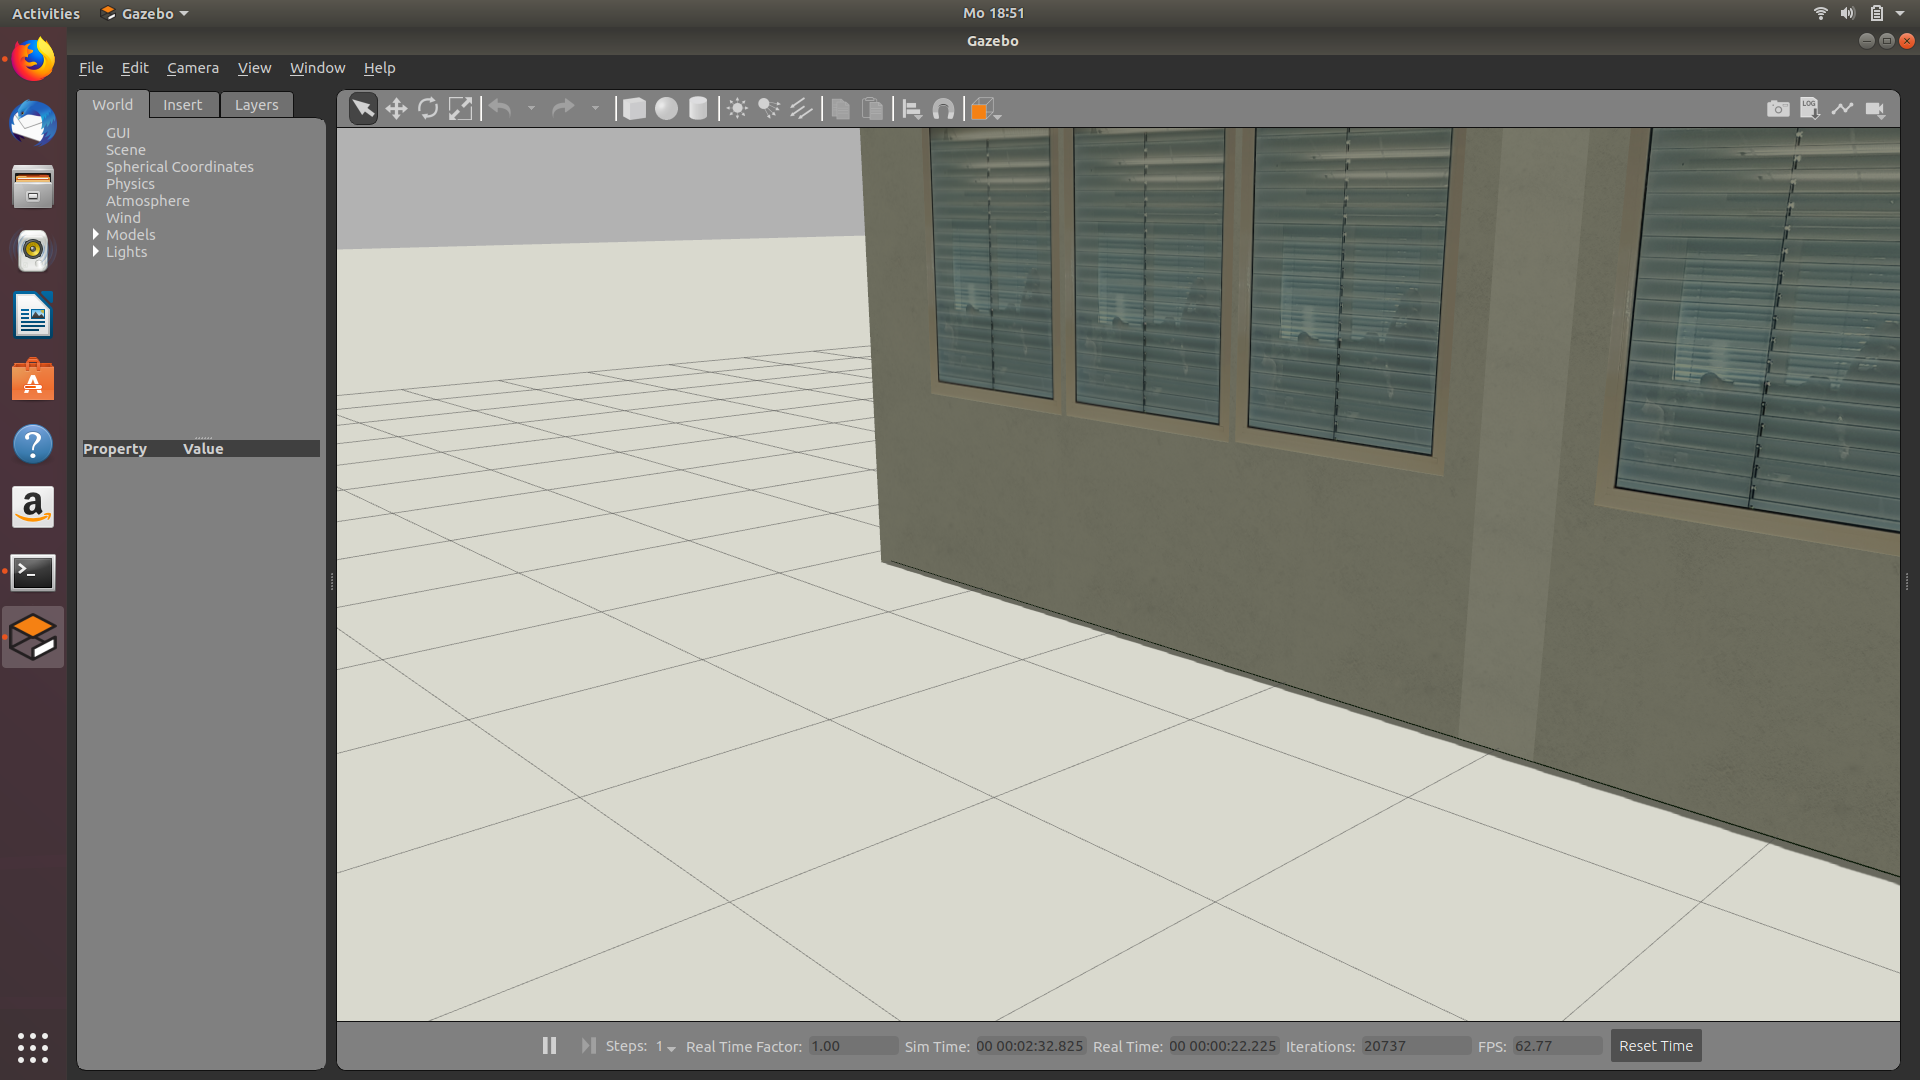 Activities Gazebo Mo 18:51
Gazebo
File Edit Camera View Window Help
World Insert Layers
LOG
GUI
Scene
Spherical Coordinates
Physics
Atmosphere
Wind
Models
Lights
Property Value
Steps: 1 Real Time Factor: 1.00 Sim Time: 00 00:02:32.825 Real Time: 00 00:00:22.225 Iterations: 20737 FPS: 62.77 Reset Time